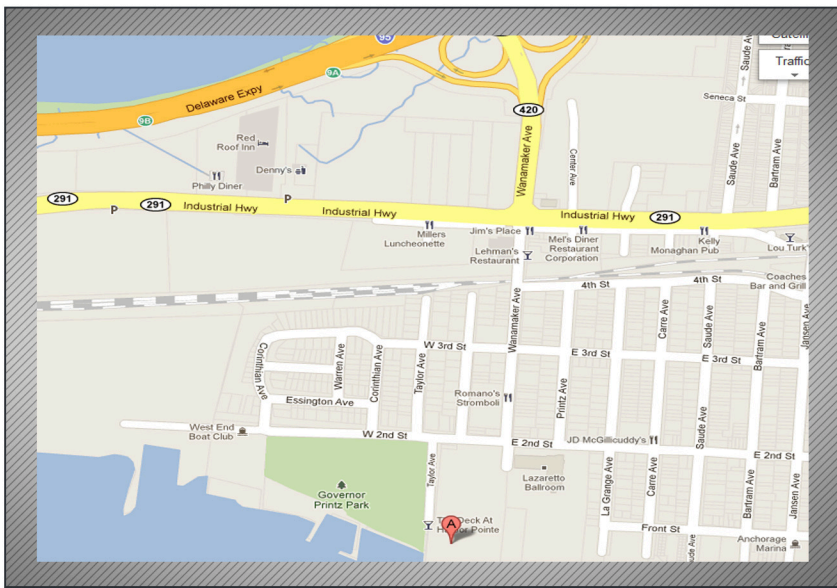 95
Traffic
9A
Delaware Expy
9B
Seneca St
Saude Ave
420
Wanamaker Ave
Center Ave
Saude Ave
Bartram Ave
Red
Roof Inn
Denny's
Philly Diner
291
P
291
Industrial Hwy
P
Industrial Hwy
Industrial Hwy
291
Millers
Luncheonette
Jim's Place
Mel's Diner
Restaurant
Corporation
Kelly
Monaghan Pub
Lou Turk'
Lehman's
Restaurant
Coaches
Bar and Grill
4th St
4th St
Wanamaker Ave
Carre Ave
Saude Ave
Bartram Ave
Jansen Ave
Corinthian Ave
Warren Ave
Corinthian Ave
Taylor Ave
W 3rd St
E 3rd St
E 3rd St
Printz Ave
Essington Ave
Romano's
Stromboli
West End
Boat Club
W 2nd St
E 2nd St
JD McGillicuddy's
E 2nd St
Saude Ave
Taylor Ave
Lazaretto
Ballroom
La Grange Ave
Carre Ave
Bartram Ave
Jansen Ave
Governor
Printz Park
A
Deck At
Pointe
Front St
Anchorage
Marina
Saude Ave